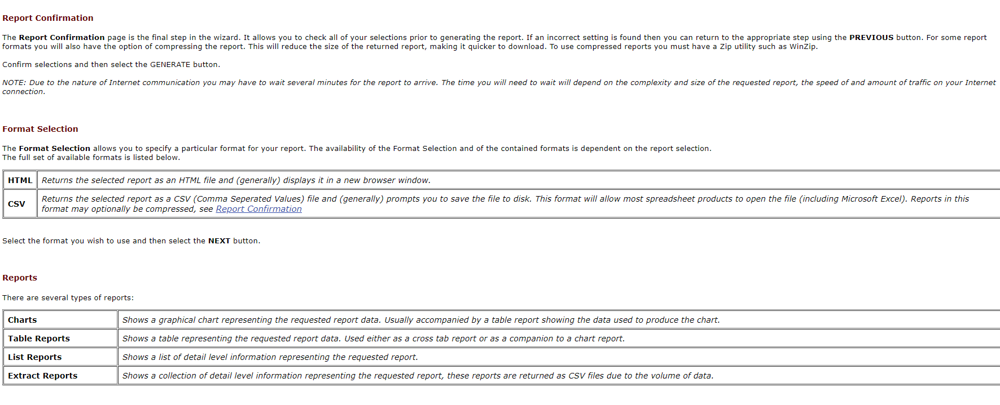 Report Confirmation
The Report Confirmation page is the final step in the wizard. It allows you to check all of your selections prior to generating the report. If an incorrect setting is found then you can return to the appropriate step using the PREVIOUS button. For some report
formats you will also have the option of compressing the report. This will reduce the size of the returned report, making it quicker to download. To use compressed reports you must have a Zip utility such as WinZip.
Confirm selections and then select the GENERATE button.
NOTE: Due to the nature of Internet communication you may have to wait several minutes for the report to arrive. The time you will need to wait will depend on the complexity and size of the requested report, the speed of and amount of traffic on your Internet
connection.
Format Selection
The Format Selection allows you to specify a particular format for your report. The availability of the Format Selection and of the contained formats is dependent on the report selection.
The full set of available formats is listed below.
HTML Returns the selected report as an HTML file and (generally) displays it in a new browser window.
CSV Returns the selected report as a CSV (Comma Seperated Values) file and (generally) prompts you to save the file to disk. This format will allow most spreadsheet products to open the file (including Microsoft Excel). Reports in this
format may optionally be compressed, see Report Confirmation
Select the format you wish to use and then select the NEXT button.
Reports
There are several types of reports:
Charts Shows a graphical chart representing the requested report data. Usually accompanied by a table report showing the data used to produce the chart.
Table Reports Shows a table representing the requested report data. Used either as a cross tab report or as a companion to a chart report.
List Reports Shows a list of detail level information representing the requested report.
Extract Reports Shows a collection of detail level information representing the requested report, these reports are returned as CSV files due to the volume of data.